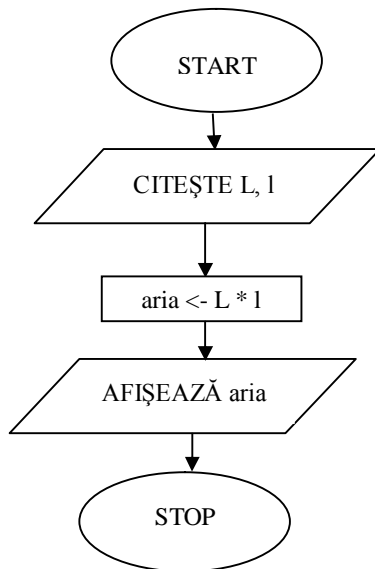 START
CITEŞTE L, l
aria <- L * l
AFIŞEAZĂ aria
STOP